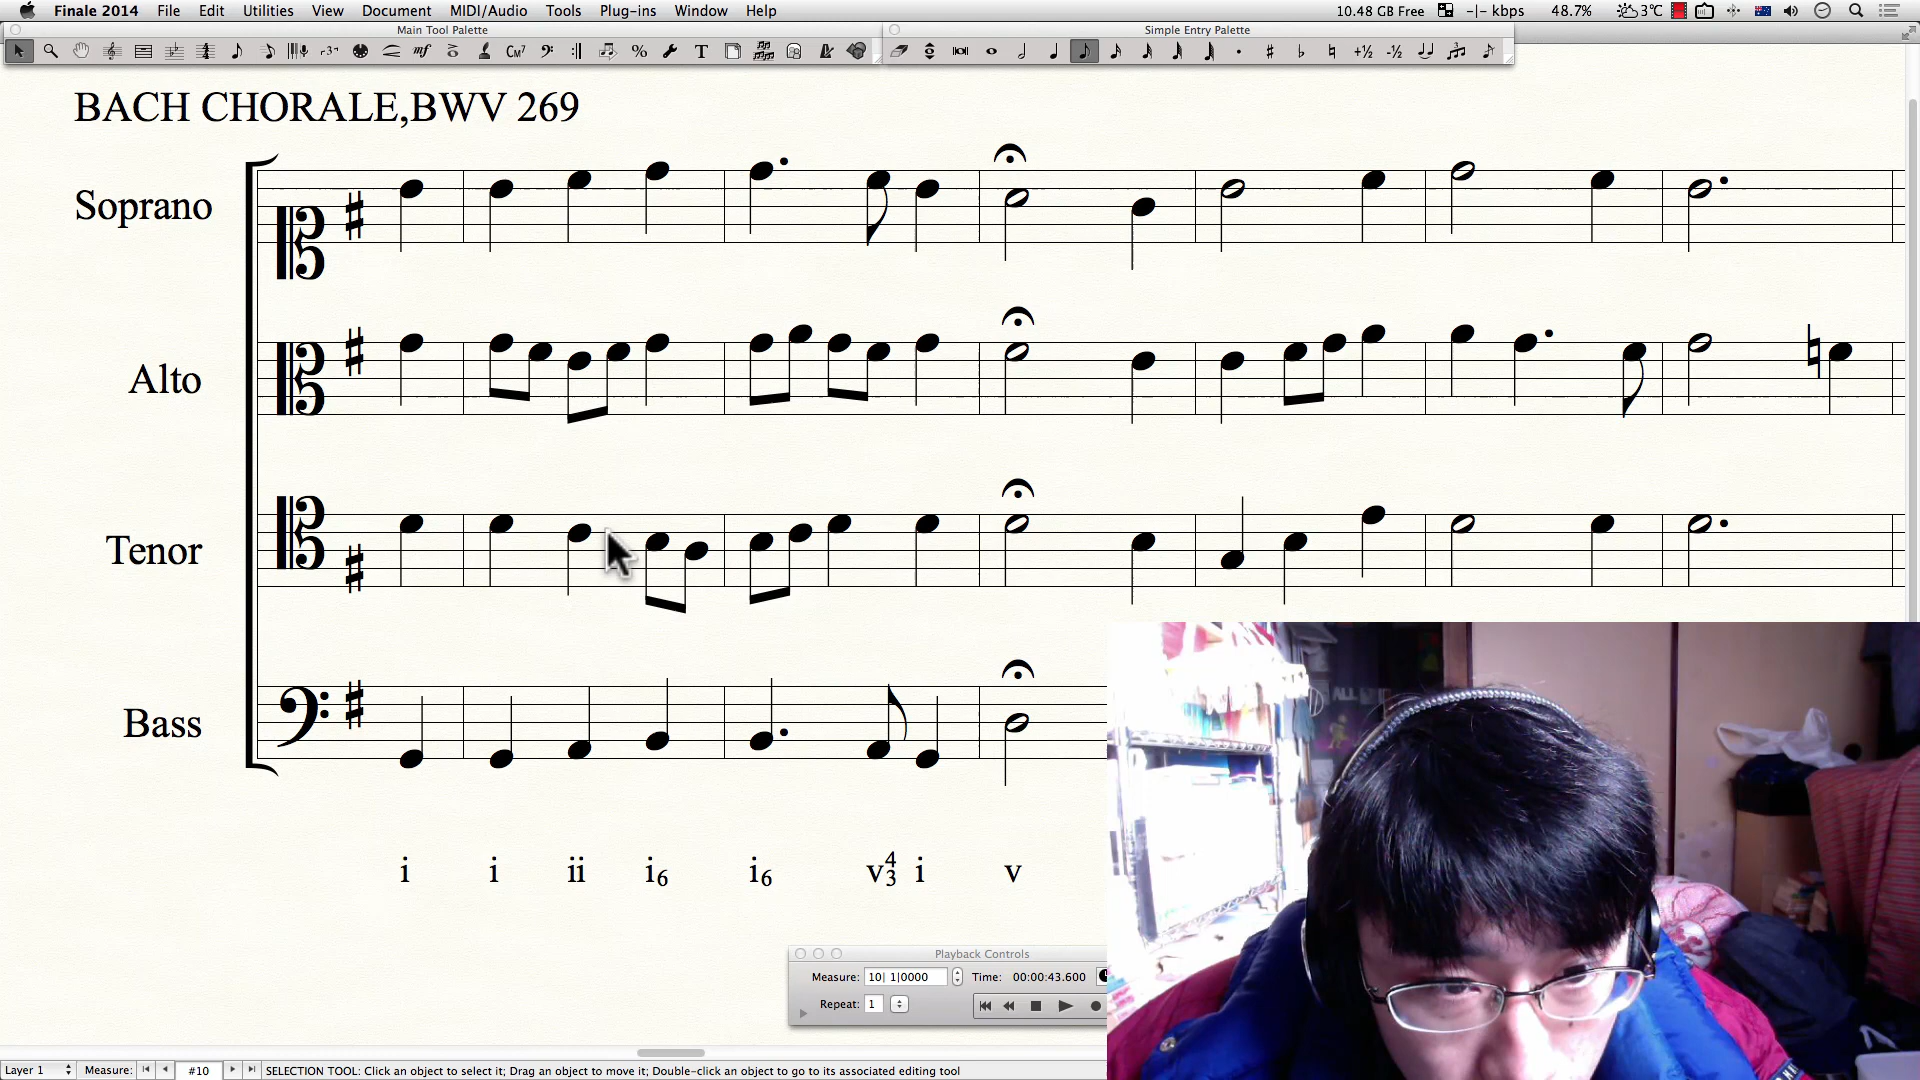 Finale 2014 File Edit Utilities View Document MIDI/Audio Tools Plug-ins Window Help 10.48 GB Free -|- kbps 48.7% 3°C
Main Tool Palette
Simple Entry Palette
BACH CHORALE,BWV 269
Soprano
Alto
Tenor
Bass
i i ii i6 i6 v43 i v
Playback Controls
Measure: 10| 1|0000 Time: 00:00:43.600
Repeat: 1
Layer 1 Measure: #10 SELECTION TOOL: Click an object to select it; Drag an object to move it; Double-click an object to go to its associated editing tool